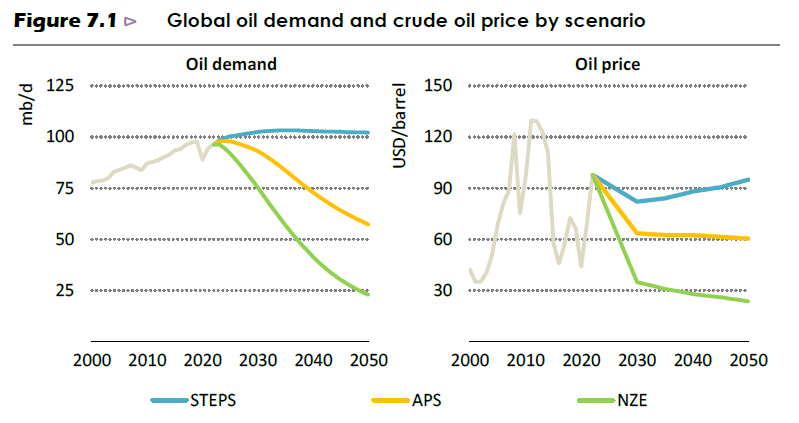 Figure 7.1 ▷ Global oil demand and crude oil price by scenario
Oil demand
mb/d
125
100
75
50
25
2000 2010 2020 2030 2040 2050
Oil price
USD/barrel
150
120
90
60
30
2000 2010 2020 2030 2040 2050
STEPS APS NZE